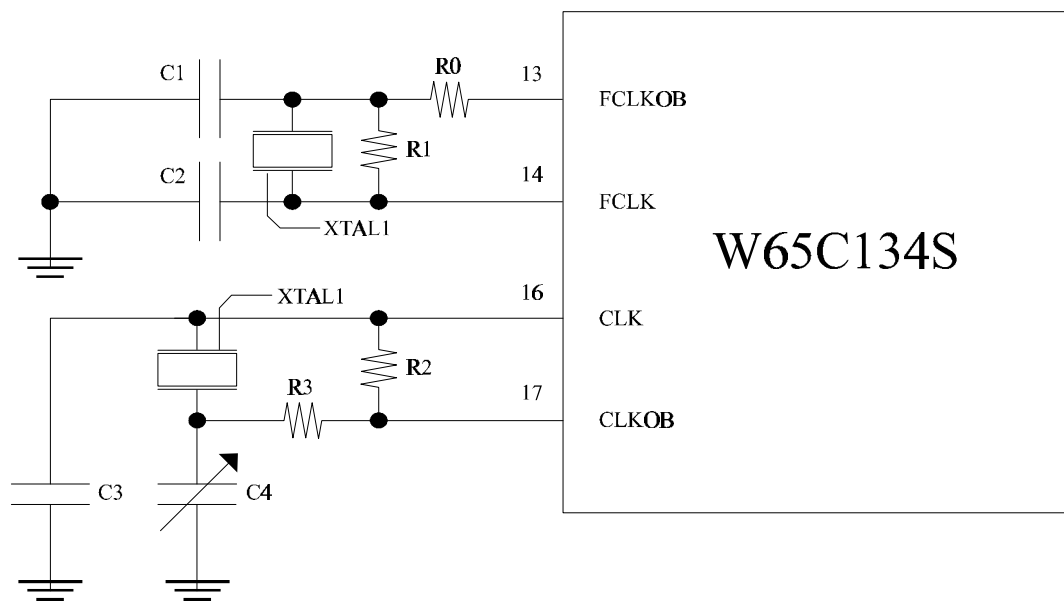 C1
R0
13
FCLKOB
R1
C2
14
FCLK
XTAL1
W65C134S
XTAL1
16
CLK
R2
R3
17
CLKOB
C3
C4